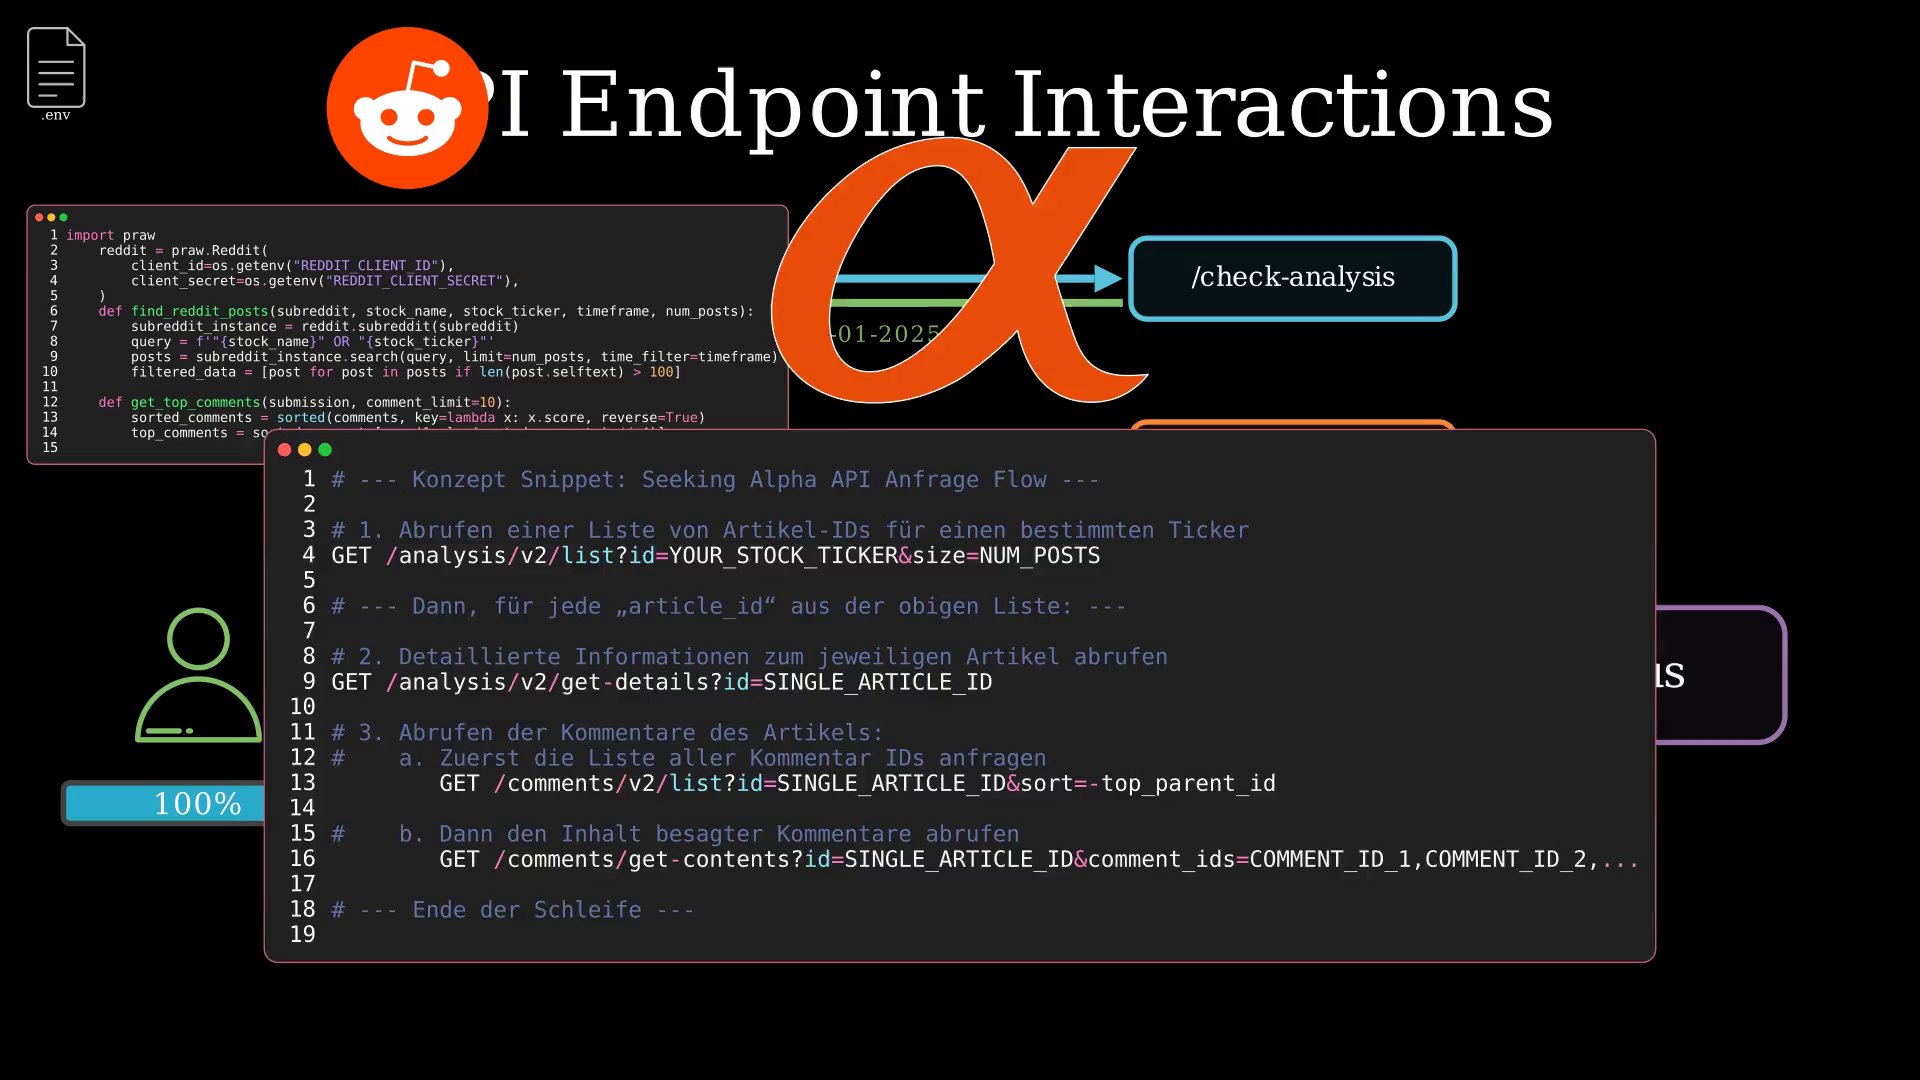 .env
PI Endpoint Interactions
1 import praw
2     reddit = praw.Reddit(
3         client_id=os.getenv("REDDIT_CLIENT_ID"),
4         client_secret=os.getenv("REDDIT_CLIENT_SECRET"),
5     )
6     def find_reddit_posts(subreddit, stock_name, stock_ticker, timeframe, num_posts):
7         subreddit_instance = reddit.subreddit(subreddit)
8         query = f'"{stock_name}" OR "{stock_ticker}"'
9         posts = subreddit_instance.search(query, limit=num_posts, time_filter=timeframe)
10         filtered_data = [post for post in posts if len(post.selftext) > 100]
11
12     def get_top_comments(submission, comment_limit=10):
13         sorted_comments = sorted(comments, key=lambda x: x.score, reverse=True)
14         top_comments =
15
α
-01-2025
/check-analysis
1 # --- Konzept Snippet: Seeking Alpha API Anfrage Flow ---
2
3 # 1. Abrufen einer Liste von Artikel-IDs für einen bestimmten Ticker
4 GET /analysis/v2/list?id=YOUR_STOCK_TICKER&size=NUM_POSTS
5
6 # --- Dann, für jede „article_id“ aus der obigen Liste: ---
7
8 # 2. Detaillierte Informationen zum jeweiligen Artikel abrufen
9 GET /analysis/v2/get-details?id=SINGLE_ARTICLE_ID
10
11 # 3. Abrufen der Kommentare des Artikels:
12 #    a. Zuerst die Liste aller Kommentar IDs anfragen
13         GET /comments/v2/list?id=SINGLE_ARTICLE_ID&sort=-top_parent_id
14
15 #    b. Dann den Inhalt besagter Kommentare abrufen
16         GET /comments/get-contents?id=SINGLE_ARTICLE_ID&comment_ids=COMMENT_ID_1,COMMENT_ID_2,...
17
18 # --- Ende der Schleife ---
19
100%